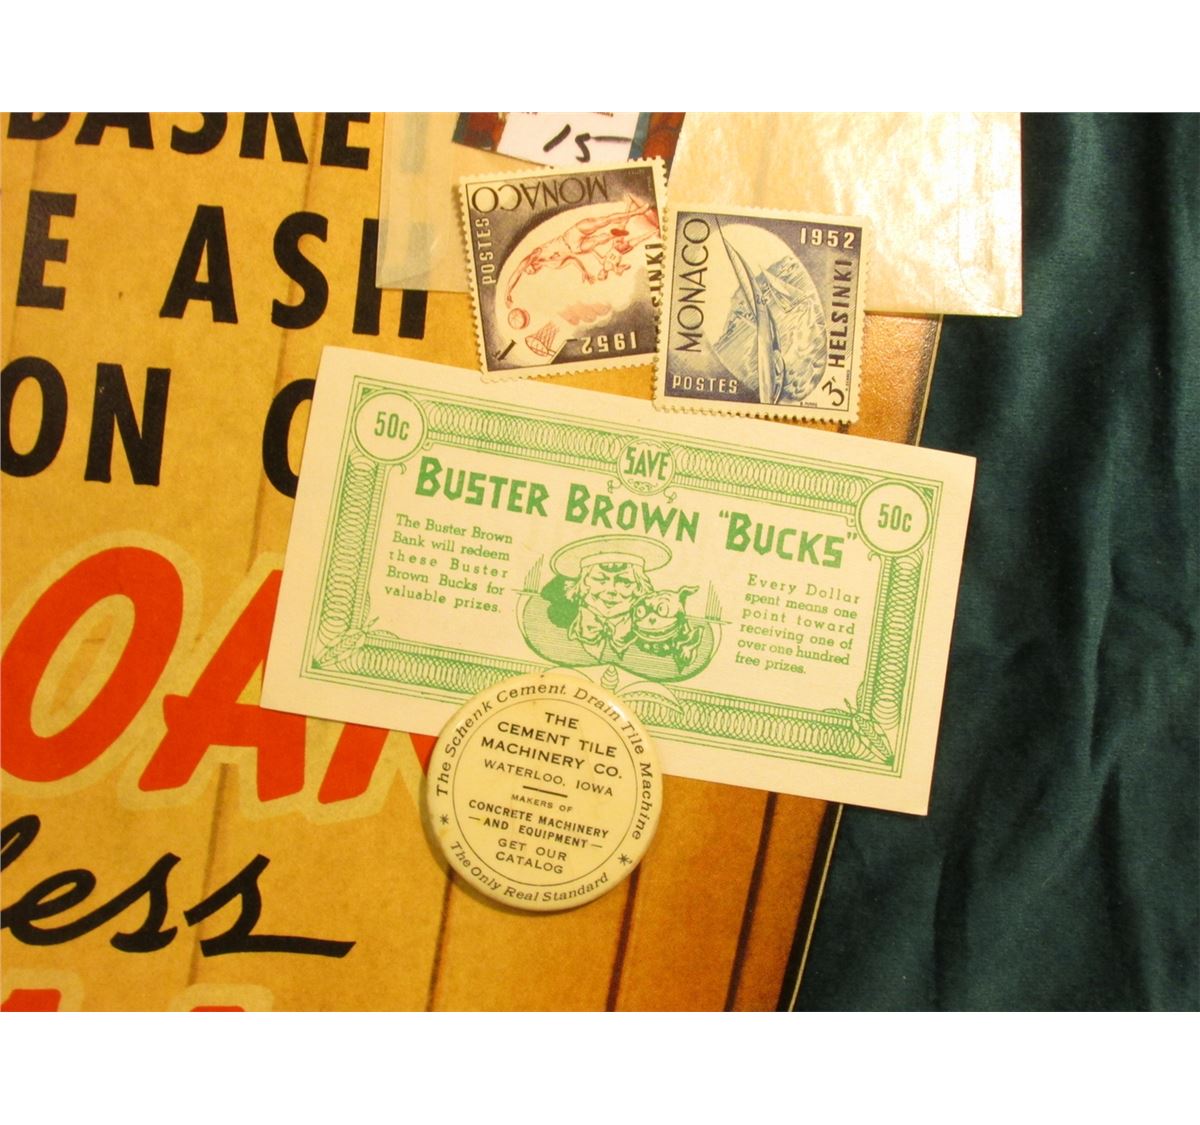 BASKET
E ASH
ON
OAK
less
15
MONACO
POSTES
1952
1
MONACO
1952
HELSINKI
POSTES
3F
50c
SAVE
50c
BUSTER BROWN "BUCKS"
The Buster Brown
Bank will redeem
these Buster
Brown Bucks for
valuable prizes.
Every Dollar
spent means one
point toward
receiving one of
over one hundred
free prizes.
The Schenk Cement Drain Tile Machine
THE
CEMENT TILE
MACHINERY CO.
WATERLOO, IOWA
MAKERS OF
CONCRETE MACHINERY
—AND EQUIPMENT—
GET OUR
CATALOG
* The Only Real Standard *